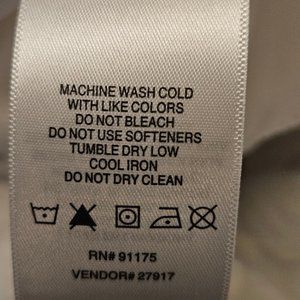 MACHINE WASH COLD
WITH LIKE COLORS
DO NOT BLEACH
DO NOT USE SOFTENERS
TUMBLE DRY LOW
COOL IRON
DO NOT DRY CLEAN
RN# 91175
VENDOR# 27917